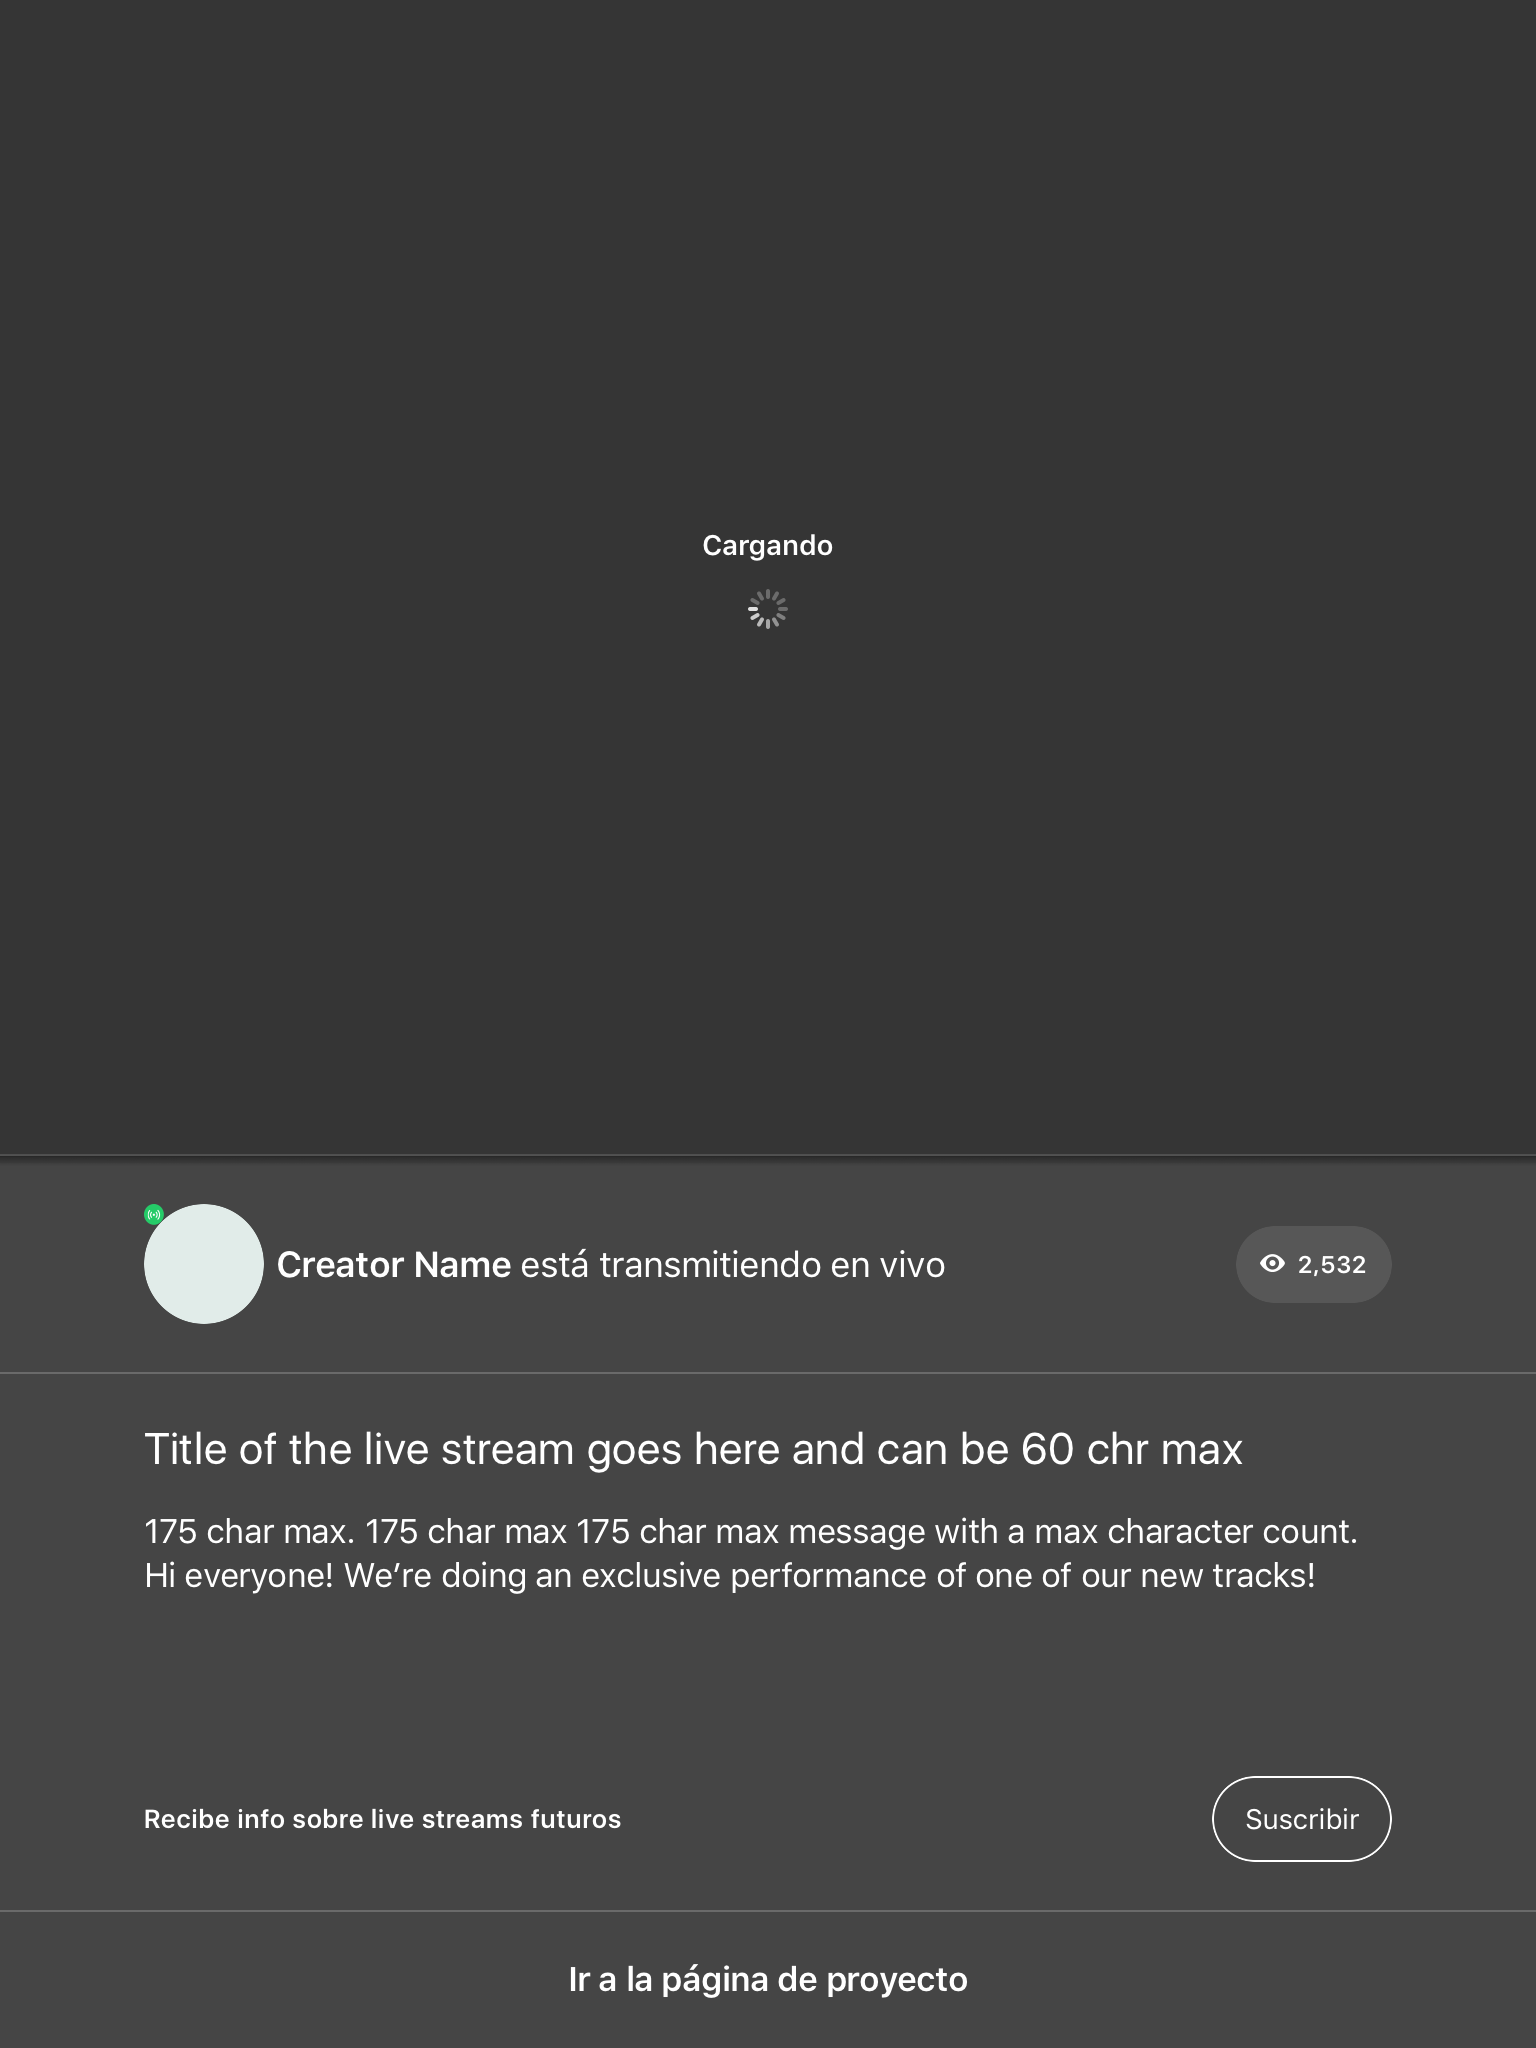 Cargando
Creator Name está transmitiendo en vivo
2,532
Title of the live stream goes here and can be 60 chr max
175 char max. 175 char max 175 char max message with a max character count.
Hi everyone! We’re doing an exclusive performance of one of our new tracks!
Recibe info sobre live streams futuros
Suscribir
Ir a la página de proyecto